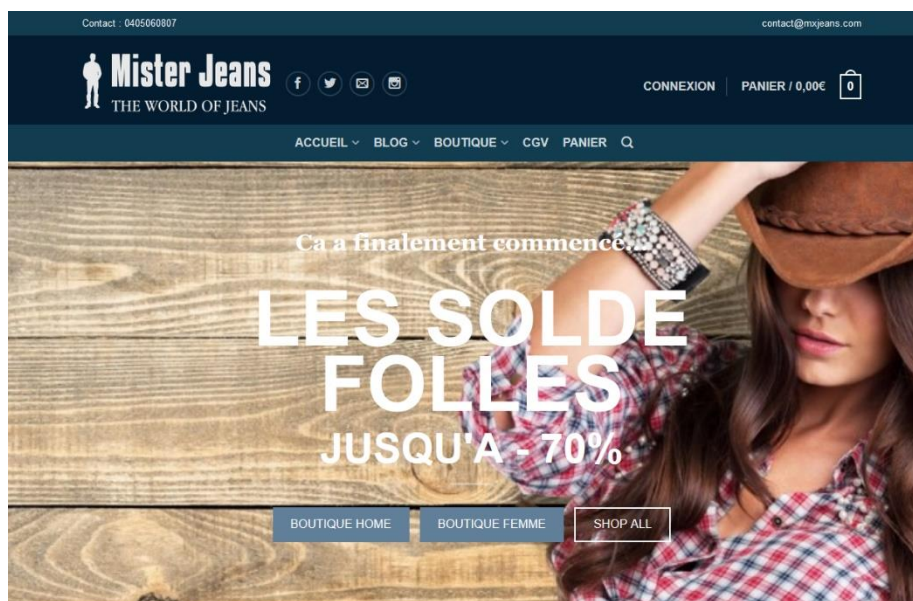 Contact : 0405060807
contact@mxjeans.com
Mister Jeans
THE WORLD OF JEANS
CONNEXION
PANIER / 0,00€
0
ACCUEIL
BLOG
BOUTIQUE
CGV
PANIER
Ca a finalement commencé....
LES SOLDE
FOLLES
JUSQU'A - 70%
BOUTIQUE HOME
BOUTIQUE FEMME
SHOP ALL